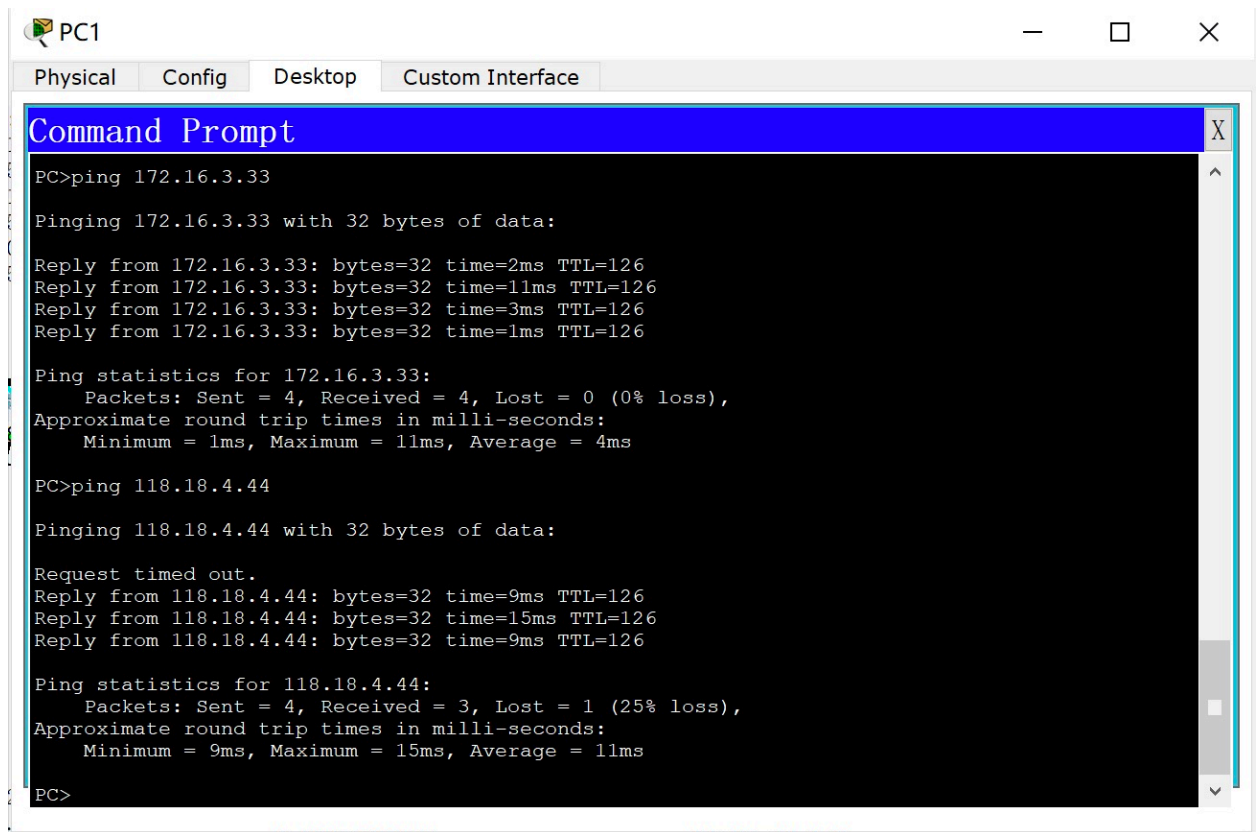 PC1
Physical Config Desktop Custom Interface
Command Prompt X
PC>ping 172.16.3.33
Pinging 172.16.3.33 with 32 bytes of data:
Reply from 172.16.3.33: bytes=32 time=2ms TTL=126
Reply from 172.16.3.33: bytes=32 time=11ms TTL=126
Reply from 172.16.3.33: bytes=32 time=3ms TTL=126
Reply from 172.16.3.33: bytes=32 time=1ms TTL=126
Ping statistics for 172.16.3.33:
    Packets: Sent = 4, Received = 4, Lost = 0 (0% loss),
Approximate round trip times in milli-seconds:
    Minimum = 1ms, Maximum = 11ms, Average = 4ms
PC>ping 118.18.4.44
Pinging 118.18.4.44 with 32 bytes of data:
Request timed out.
Reply from 118.18.4.44: bytes=32 time=9ms TTL=126
Reply from 118.18.4.44: bytes=32 time=15ms TTL=126
Reply from 118.18.4.44: bytes=32 time=9ms TTL=126
Ping statistics for 118.18.4.44:
    Packets: Sent = 4, Received = 3, Lost = 1 (25% loss),
Approximate round trip times in milli-seconds:
    Minimum = 9ms, Maximum = 15ms, Average = 11ms
PC>